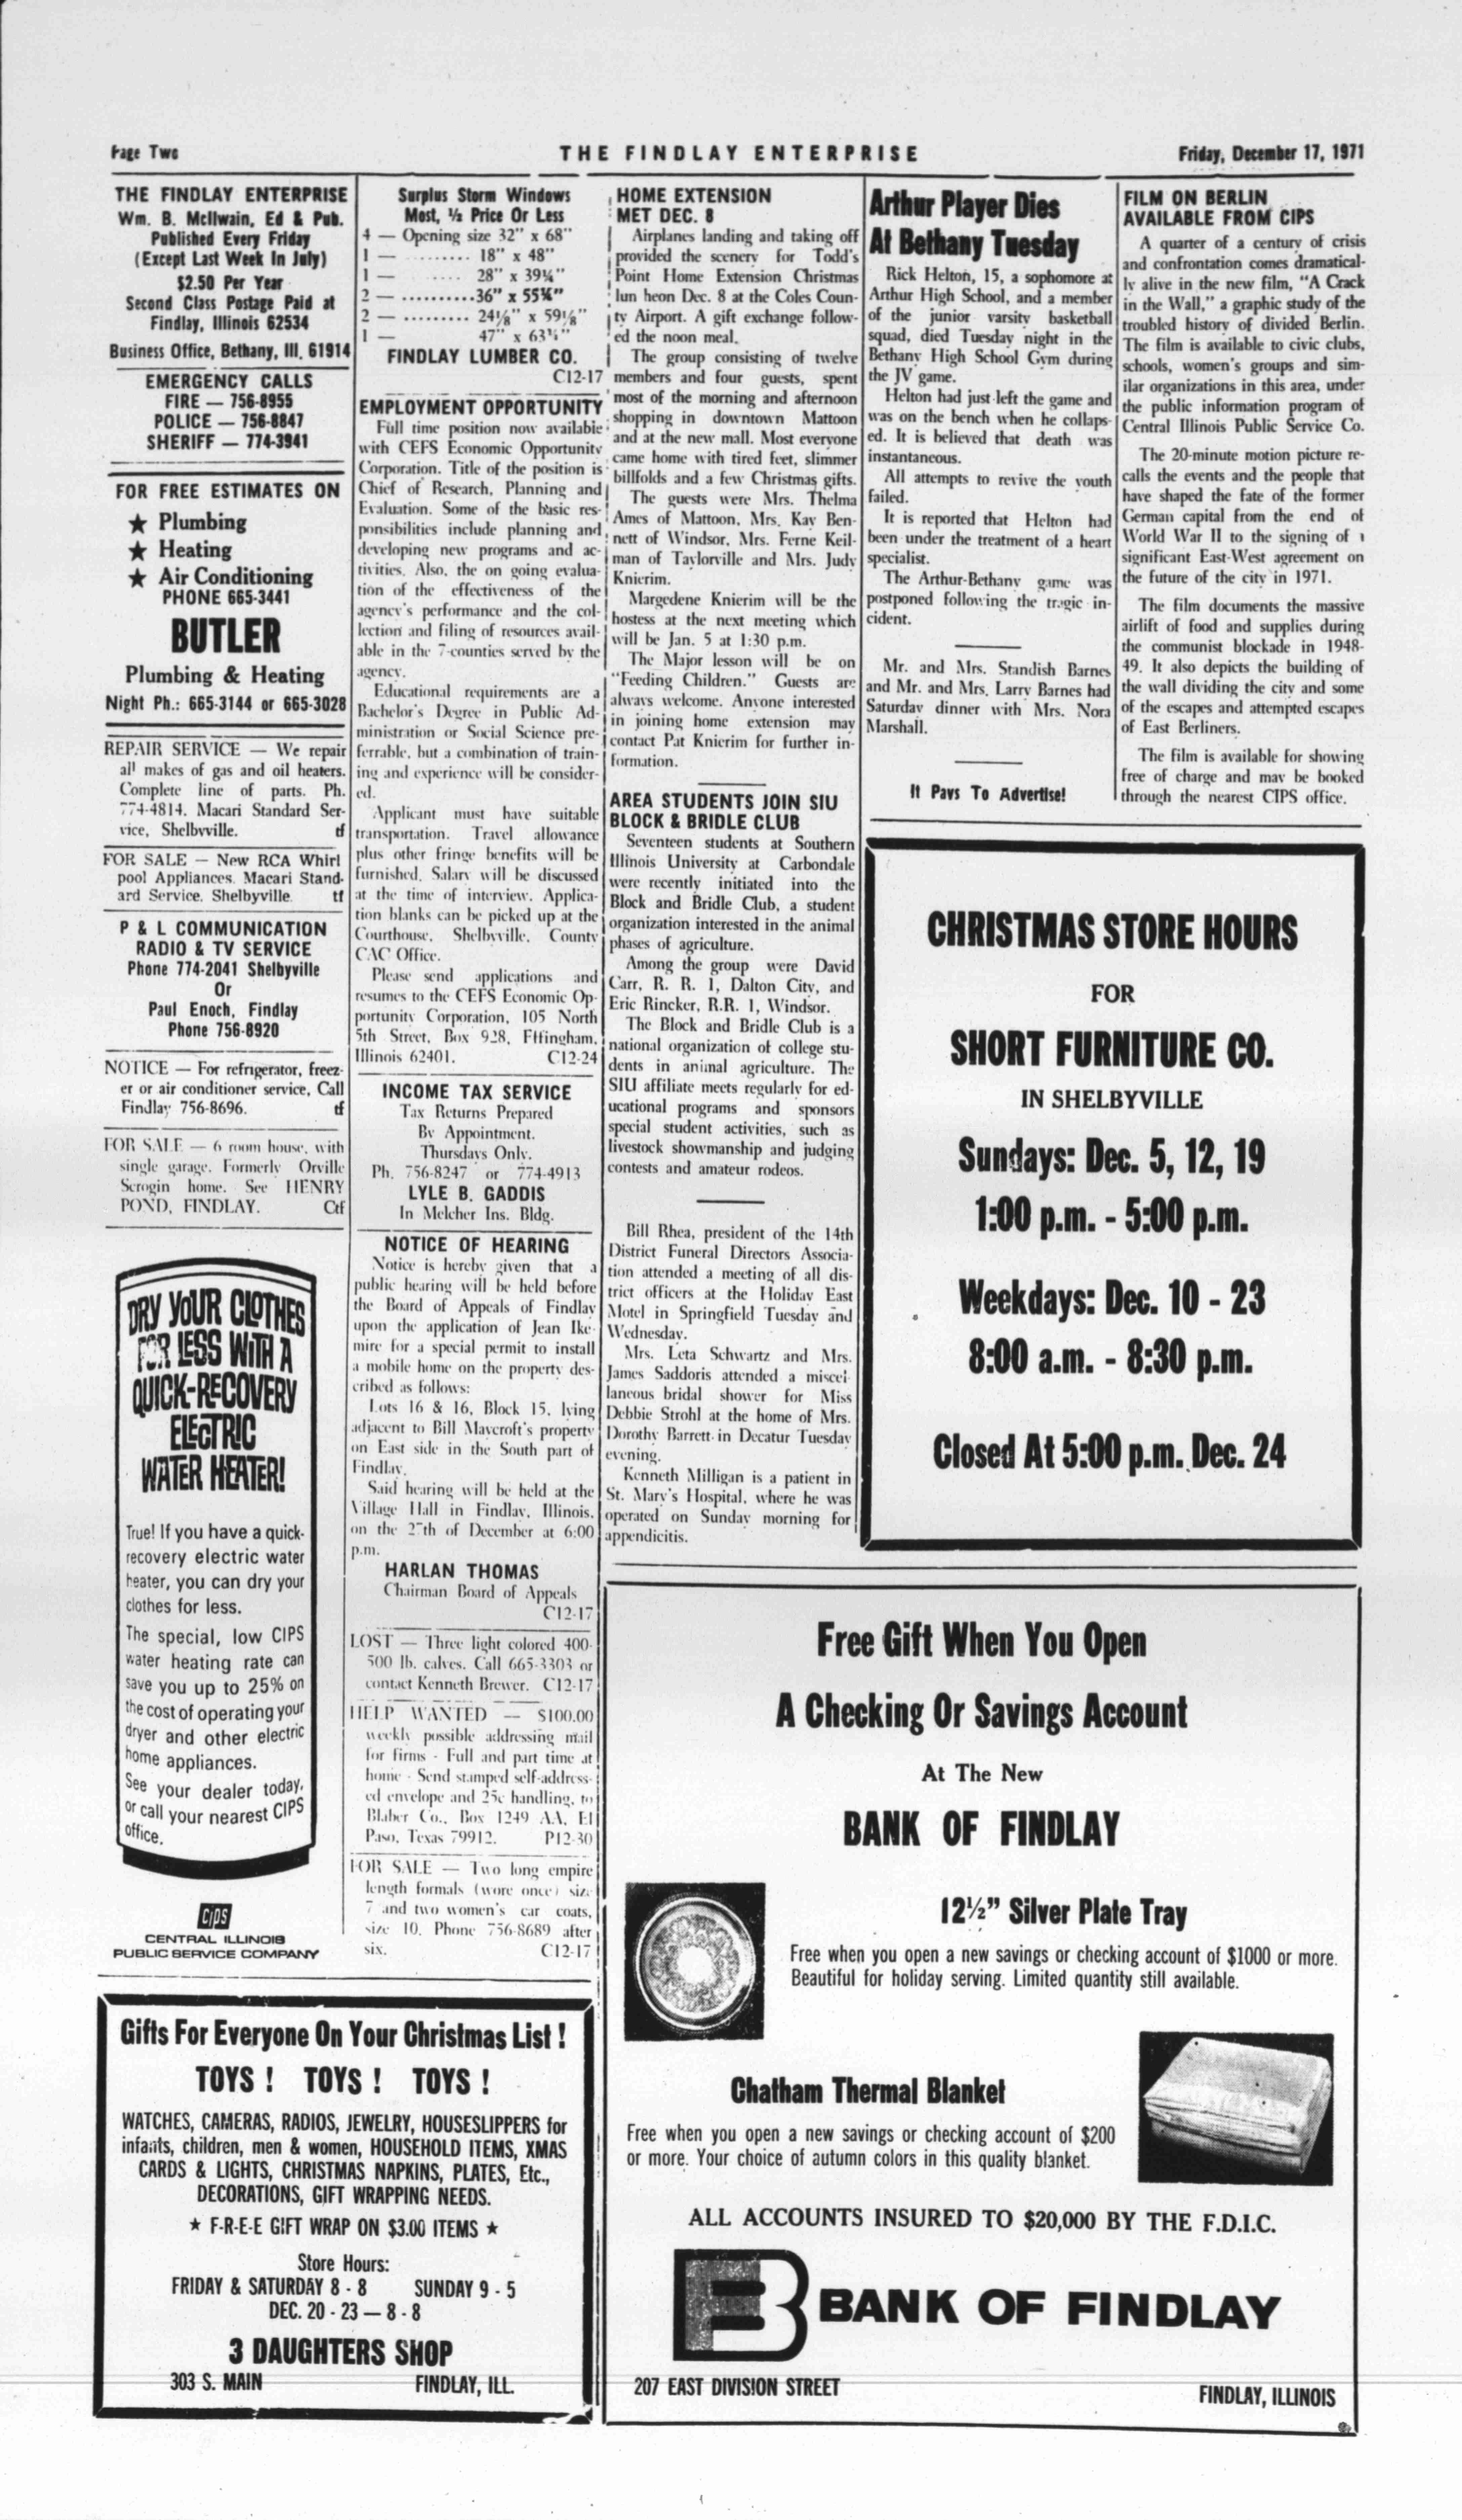 Page Two
THE FINDLAY ENTERPRISE
Friday, December 17, 1971
THE FINDLAY ENTERPRISE
Wm. B. McIlwain, Ed & Pub.
Published Every Friday
(Except Last Week In July)
$2.50 Per Year
Second Class Postage Paid at
Findlay, Illinois 62534
Business Office, Bethany, Ill. 61914
EMERGENCY CALLS
FIRE — 756-8955
POLICE — 756-8847
SHERIFF — 774-3941
FOR FREE ESTIMATES ON
★ Plumbing
★ Heating
★ Air Conditioning
PHONE 665-3441
BUTLER
Plumbing & Heating
Night Ph.: 665-3144 or 665-3028
REPAIR SERVICE — We repair
all makes of gas and oil heaters.
Complete line of parts. Ph.
774-4814. Macari Standard Ser-
vice, Shelbyville. tf
FOR SALE — New RCA Whirl
pool Appliances. Macari Stand-
ard Service. Shelbyville. tf
P & L COMMUNICATION
RADIO & TV SERVICE
Phone 774-2041 Shelbyville
Or
Paul Enoch, Findlay
Phone 756-8920
NOTICE — For refrigerator, freez-
er or air conditioner service, Call
Findlay 756-8696. tf
FOR SALE — 6 room house, with
single garage. Formerly Orville
Scrogin home. See HENRY
POND, FINDLAY. Ctf
DRY YOUR CLOTHES
FOR LESS WITH A
QUICK-RECOVERY
ELECTRIC
WATER HEATER!
True! If you have a quick-
recovery electric water
heater, you can dry your
clothes for less.
The special, low CIPS
water heating rate can
save you up to 25% on
the cost of operating your
dryer and other electric
home appliances.
See your dealer today,
or call your nearest CIPS
office.
CIPS
CENTRAL ILLINOIS
PUBLIC SERVICE COMPANY
Surplus Storm Windows
Most, ½ Price Or Less
4 — Opening size 32" x 68"
1 — ......... 18" x 48"
1 — ..... 28" x 39¼"
2 — ..........36" x 55¼"
2 — ......... 24⅛" x 59⅛"
1 — 47" x 63¼"
FINDLAY LUMBER CO.
C12-17
EMPLOYMENT OPPORTUNITY
Full time position now available
with CEFS Economic Opportunity
Corporation. Title of the position is
Chief of Research, Planning and
Evaluation. Some of the basic res-
ponsibilities include planning and
developing new programs and ac-
tivities. Also, the on going evalua-
tion of the effectiveness of the
agency's performance and the col-
lection and filing of resources avail-
able in the 7-counties served by the
agency.
Educational requirements are a
Bachelor's Degree in Public Ad-
ministration or Social Science pre-
ferrable, but a combination of train-
ing and experience will be consider-
ed.
Applicant must have suitable
transportation. Travel allowance
plus other fringe benefits will be
furnished. Salary will be discussed
at the time of interview. Applica-
tion blanks can be picked up at the
Courthouse, Shelbyville, County
CAC Office.
Please send applications and
resumes to the CEFS Economic Op-
portunity Corporation, 105 North
5th Street, Box 928, Effingham,
Illinois 62401. C12-24
INCOME TAX SERVICE
Tax Returns Prepared
By Appointment.
Thursdays Only.
Ph. 756-8247 or 774-4913
LYLE B. GADDIS
In Melcher Ins. Bldg.
NOTICE OF HEARING
Notice is hereby given that a
public hearing will be held before
the Board of Appeals of Findlay
upon the application of Jean Ike-
mire for a special permit to install
a mobile home on the property des-
cribed as follows:
Lots 16 & 16, Block 15, lying
adjacent to Bill Maycroft's property
on East side in the South part of
Findlay.
Said hearing will be held at the
Village Hall in Findlay, Illinois,
on the 27th of December at 6:00
p.m.
HARLAN THOMAS
Chairman Board of Appeals
C12-17
LOST — Three light colored 400-
500 lb. calves. Call 665-3303 or
contact Kenneth Brewer. C12-17
HELP WANTED — $100.00
weekly possible addressing mail
for firms - Full and part time at
home - Send stamped self-address-
ed envelope and 25c handling, to
Blaber Co., Box 1249 AA, El
Paso, Texas 79912. P12-30
FOR SALE — Two long empire
length formals (wore once) size
7 and two women's car coats,
size 10. Phone 756-8689 after
six. C12-17
HOME EXTENSION
MET DEC. 8
Airplanes landing and taking off
provided the scenery for Todd's
Point Home Extension Christmas
lun heon Dec. 8 at the Coles Coun-
ty Airport. A gift exchange follow-
ed the noon meal.
The group consisting of twelve
members and four guests, spent
most of the morning and afternoon
shopping in downtown Mattoon
and at the new mall. Most everyone
came home with tired feet, slimmer
billfolds and a few Christmas gifts.
The guests were Mrs. Thelma
Ames of Mattoon, Mrs. Kay Ben-
nett of Windsor, Mrs. Ferne Keil-
man of Taylorville and Mrs. Judy
Knierim.
Margedene Knierim will be the
hostess at the next meeting which
will be Jan. 5 at 1:30 p.m.
The Major lesson will be on
"Feeding Children." Guests are
always welcome. Anyone interested
in joining home extension may
contact Pat Knierim for further in-
formation.
AREA STUDENTS JOIN SIU
BLOCK & BRIDLE CLUB
Seventeen students at Southern
Illinois University at Carbondale
were recently initiated into the
Block and Bridle Club, a student
organization interested in the animal
phases of agriculture.
Among the group were David
Carr, R. R. 1, Dalton City, and
Eric Rincker, R.R. 1, Windsor.
The Block and Bridle Club is a
national organization of college stu-
dents in animal agriculture. The
SIU affiliate meets regularly for ed-
ucational programs and sponsors
special student activities, such as
livestock showmanship and judging
contests and amateur rodeos.
Bill Rhea, president of the 14th
District Funeral Directors Associa-
tion attended a meeting of all dis-
trict officers at the Holiday East
Motel in Springfield Tuesday and
Wednesday.
Mrs. Leta Schwartz and Mrs.
James Saddoris attended a miscel-
laneous bridal shower for Miss
Debbie Strohl at the home of Mrs.
Dorothy Barrett in Decatur Tuesday
evening.
Kenneth Milligan is a patient in
St. Mary's Hospital, where he was
operated on Sunday morning for
appendicitis.
Arthur Player Dies
At Bethany Tuesday
Rick Helton, 15, a sophomore at
Arthur High School, and a member
of the junior varsity basketball
squad, died Tuesday night in the
Bethany High School Gym during
the JV game.
Helton had just left the game and
was on the bench when he collaps-
ed. It is believed that death was
instantaneous.
All attempts to revive the youth
failed.
It is reported that Helton had
been under the treatment of a heart
specialist.
The Arthur-Bethany game was
postponed following the tragic in-
cident.
Mr. and Mrs. Standish Barnes
and Mr. and Mrs. Larry Barnes had
Saturday dinner with Mrs. Nora
Marshall.
It Pays To Advertise!
FILM ON BERLIN
AVAILABLE FROM CIPS
A quarter of a century of crisis
and confrontation comes dramatical-
ly alive in the new film, "A Crack
in the Wall," a graphic study of the
troubled history of divided Berlin.
The film is available to civic clubs,
schools, women's groups and sim-
ilar organizations in this area, under
the public information program of
Central Illinois Public Service Co.
The 20-minute motion picture re-
calls the events and the people that
have shaped the fate of the former
German capital from the end of
World War II to the signing of a
significant East-West agreement on
the future of the city in 1971.
The film documents the massive
airlift of food and supplies during
the communist blockade in 1948-
49. It also depicts the building of
the wall dividing the city and some
of the escapes and attempted escapes
of East Berliners.
The film is available for showing
free of charge and may be booked
through the nearest CIPS office.
CHRISTMAS STORE HOURS
FOR
SHORT FURNITURE CO.
IN SHELBYVILLE
Sundays: Dec. 5, 12, 19
1:00 p.m. - 5:00 p.m.
Weekdays: Dec. 10 - 23
8:00 a.m. - 8:30 p.m.
Closed At 5:00 p.m. Dec. 24
Gifts For Everyone On Your Christmas List !
TOYS ! TOYS ! TOYS !
WATCHES, CAMERAS, RADIOS, JEWELRY, HOUSESLIPPERS for
infants, children, men & women, HOUSEHOLD ITEMS, XMAS
CARDS & LIGHTS, CHRISTMAS NAPKINS, PLATES, Etc.,
DECORATIONS, GIFT WRAPPING NEEDS.
★ F-R-E-E GIFT WRAP ON $3.00 ITEMS ★
Store Hours:
FRIDAY & SATURDAY 8 - 8 SUNDAY 9 - 5
DEC. 20 - 23 — 8 - 8
3 DAUGHTERS SHOP
303 S. MAIN FINDLAY, ILL.
Free Gift When You Open
A Checking Or Savings Account
At The New
BANK OF FINDLAY
12½" Silver Plate Tray
Free when you open a new savings or checking account of $1000 or more.
Beautiful for holiday serving. Limited quantity still available.
Chatham Thermal Blanket
Free when you open a new savings or checking account of $200
or more. Your choice of autumn colors in this quality blanket.
ALL ACCOUNTS INSURED TO $20,000 BY THE F.D.I.C.
BANK OF FINDLAY
207 EAST DIVISION STREET
FINDLAY, ILLINOIS